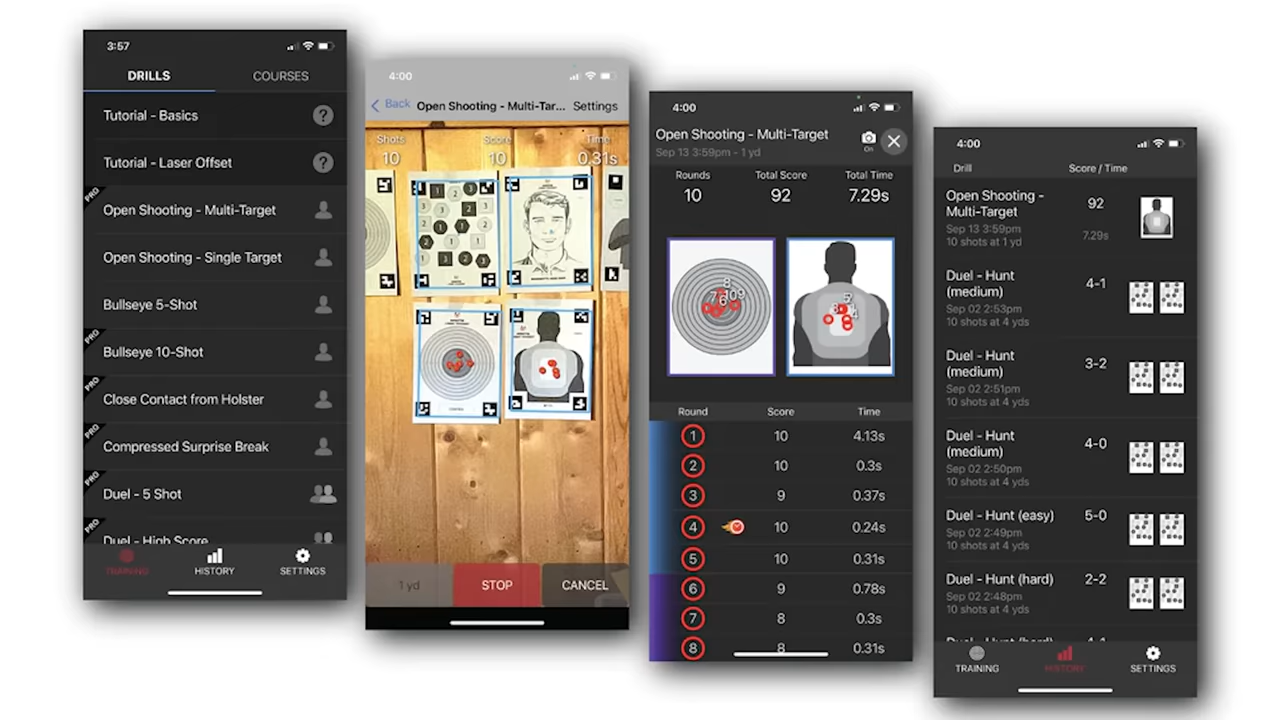 3:57
DRILLS
COURSES
Tutorial - Basics
?
Tutorial - Laser Offset
?
PRO
Open Shooting - Multi-Target
Open Shooting - Single Target
Bullseye 5-Shot
PRO
Bullseye 10-Shot
PRO
Close Contact from Holster
PRO
Compressed Surprise Break
PRO
Duel - 5 Shot
PRO
Duel - High Score
TRAINING
HISTORY
SETTINGS
4:00
Back
Open Shooting - Multi-Tar...
Settings
Shots
Score
Time
10
10
0.31s
1 yd
STOP
CANCEL
4:00
Open Shooting - Multi-Target
Sep 13 3:59pm - 1 yd
On
Rounds
Total Score
Total Time
10
92
7.29s
Round
Score
Time
1
10
4.13s
2
10
0.3s
3
9
0.37s
4
10
0.24s
5
10
0.31s
6
9
0.78s
7
8
0.3s
8
8
0.31s
4:00
Drill
Score / Time
Open Shooting -
Multi-Target
Sep 13 3:59pm
10 shots at 1 yd
92
7.29s
Duel - Hunt
(medium)
Sep 02 2:53pm
10 shots at 4 yds
4-1
Duel - Hunt
(medium)
Sep 02 2:51pm
10 shots at 4 yds
3-2
Duel - Hunt
(medium)
Sep 02 2:50pm
10 shots at 4 yds
4-0
Duel - Hunt (easy)
Sep 02 2:49pm
10 shots at 4 yds
5-0
Duel - Hunt (hard)
Sep 02 2:48pm
10 shots at 4 yds
2-2
Duel - Hunt (hard)
4-1
TRAINING
HISTORY
SETTINGS